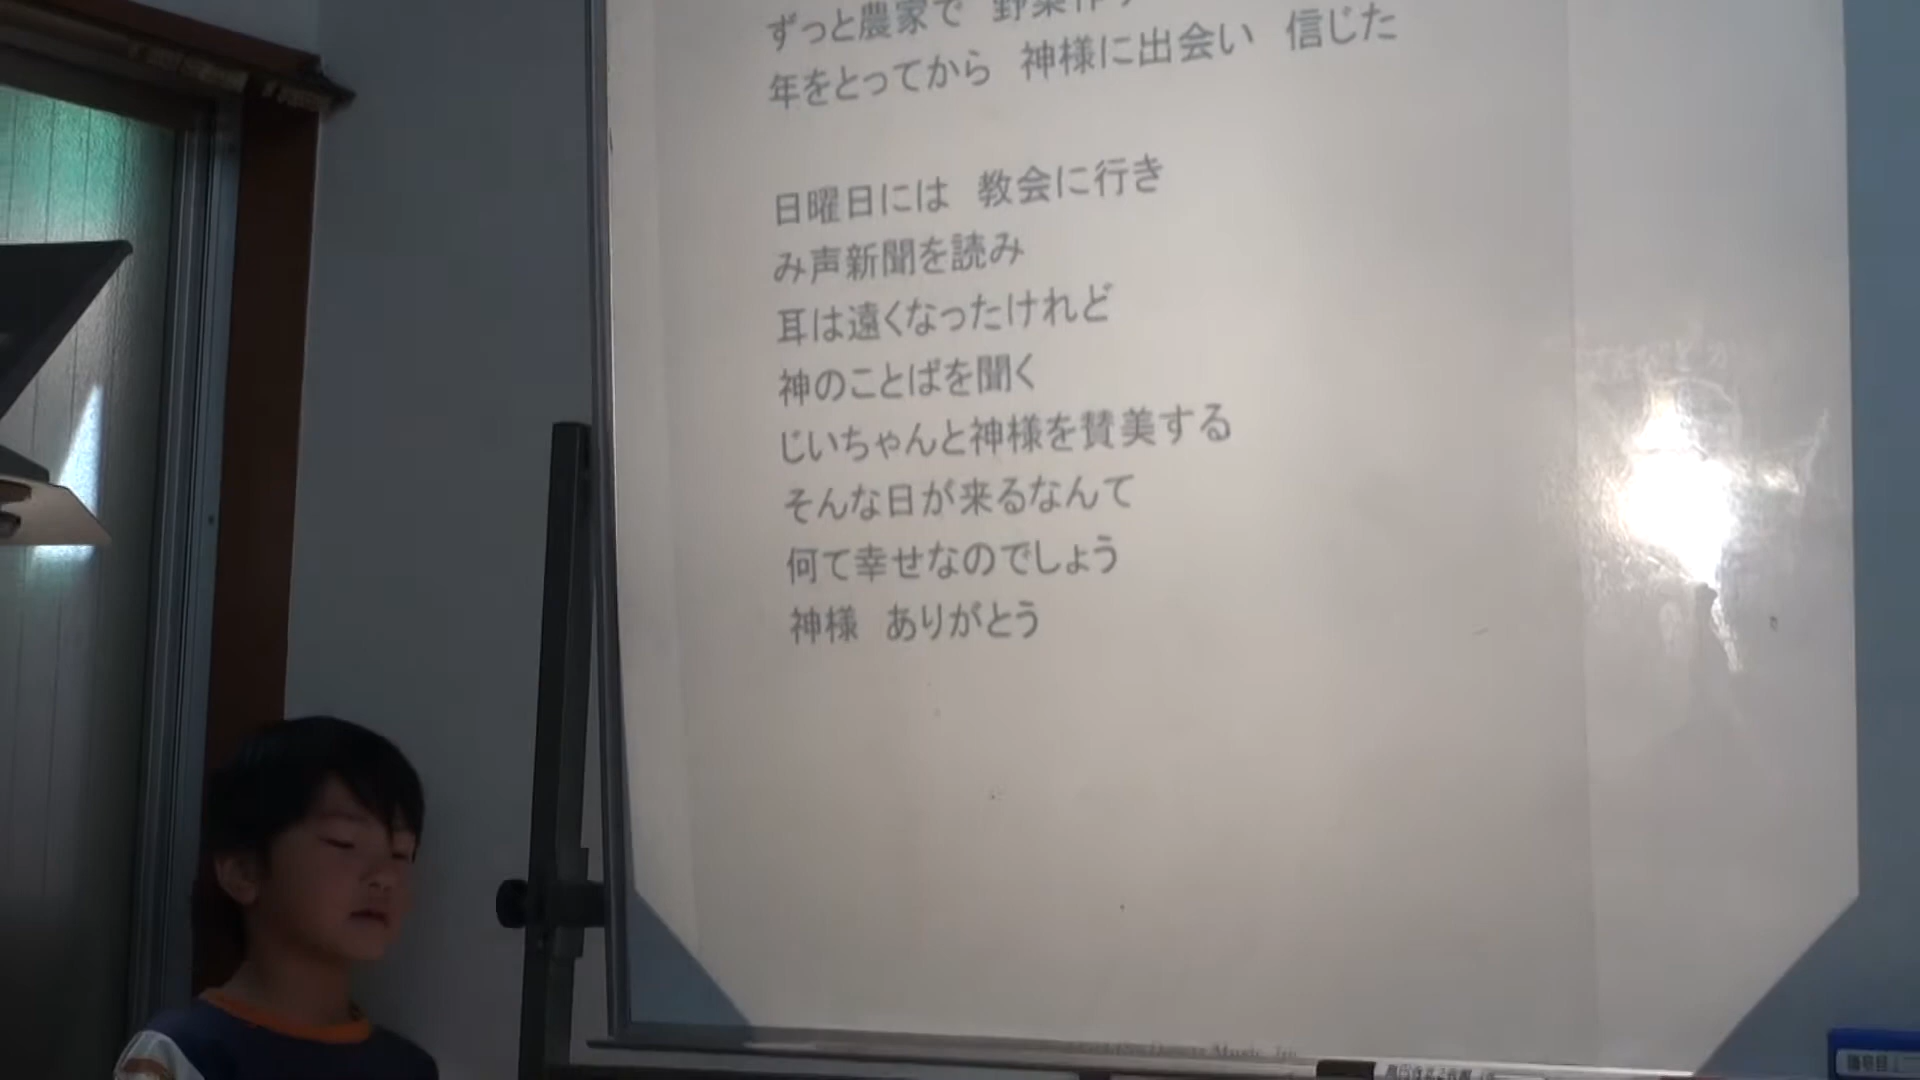 ずっと農家で 野菜作り
年をとってから 神様に出会い 信じた
日曜日には 教会に行き
み声新聞を読み
耳は遠くなったけれど
神のことばを聞く
じいちゃんと神様を賛美する
そんな日が来るなんて
何て幸せなのでしょう
神様 ありがとう